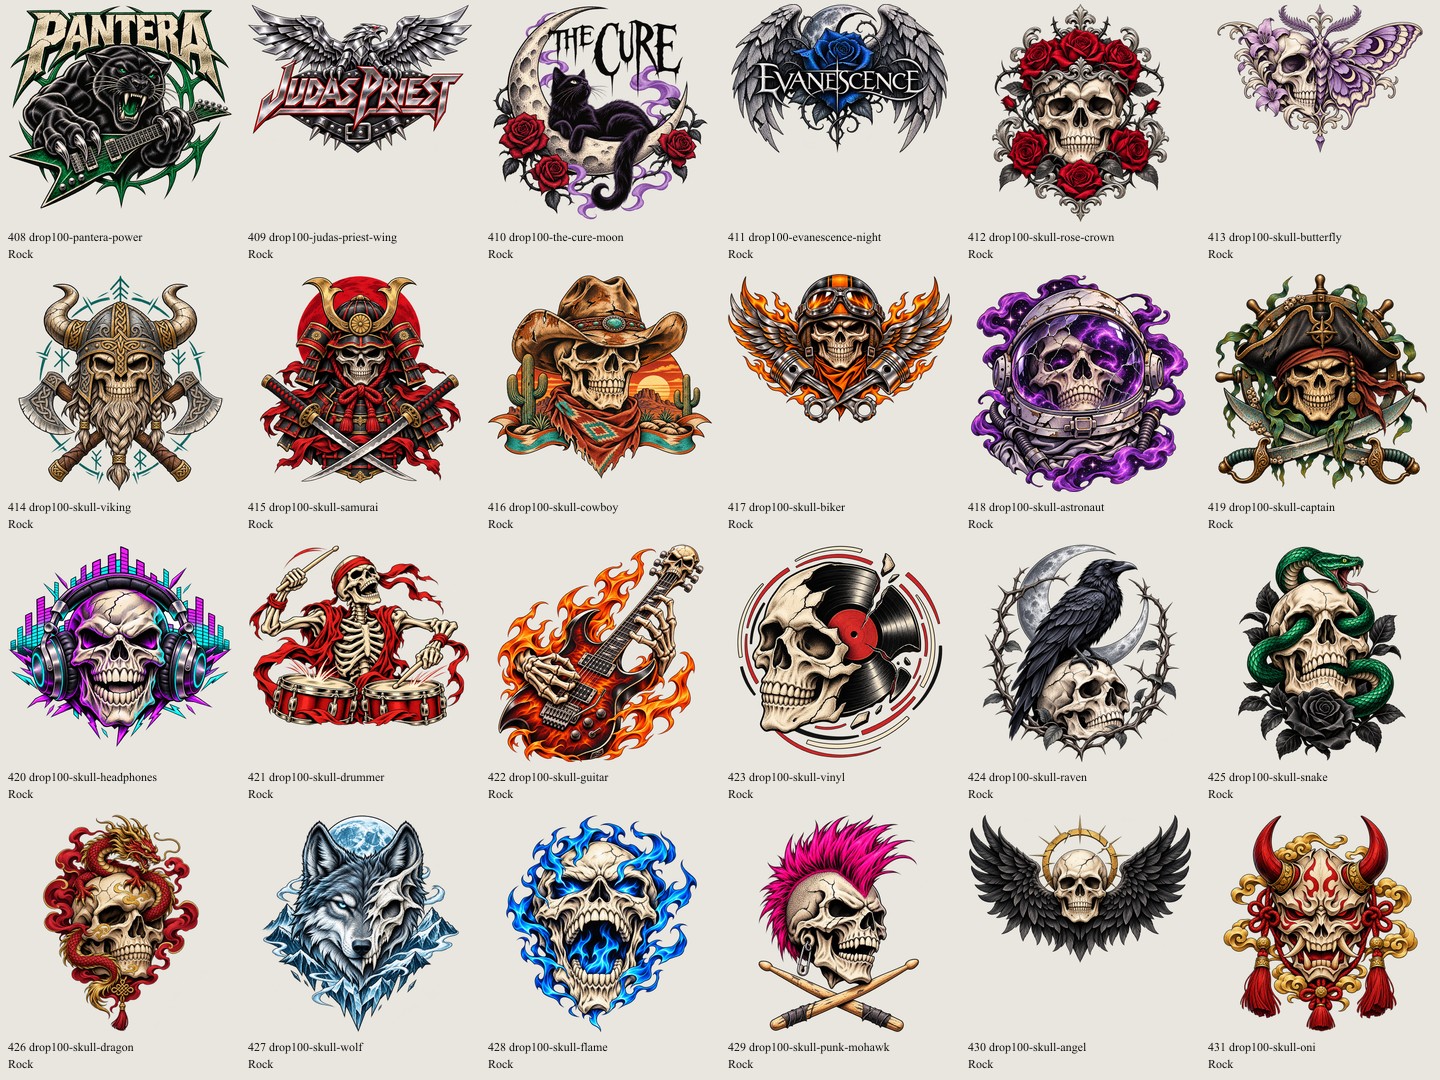 PANTERA
JUDAS PRIEST
THE CURE
EVANESCENCE
408 drop100-pantera-power
Rock
409 drop100-judas-priest-wing
Rock
410 drop100-the-cure-moon
Rock
411 drop100-evanescence-night
Rock
412 drop100-skull-rose-crown
Rock
413 drop100-skull-butterfly
Rock
414 drop100-skull-viking
Rock
415 drop100-skull-samurai
Rock
416 drop100-skull-cowboy
Rock
417 drop100-skull-biker
Rock
418 drop100-skull-astronaut
Rock
419 drop100-skull-captain
Rock
420 drop100-skull-headphones
Rock
421 drop100-skull-drummer
Rock
422 drop100-skull-guitar
Rock
423 drop100-skull-vinyl
Rock
424 drop100-skull-raven
Rock
425 drop100-skull-snake
Rock
426 drop100-skull-dragon
Rock
427 drop100-skull-wolf
Rock
428 drop100-skull-flame
Rock
429 drop100-skull-punk-mohawk
Rock
430 drop100-skull-angel
Rock
431 drop100-skull-oni
Rock